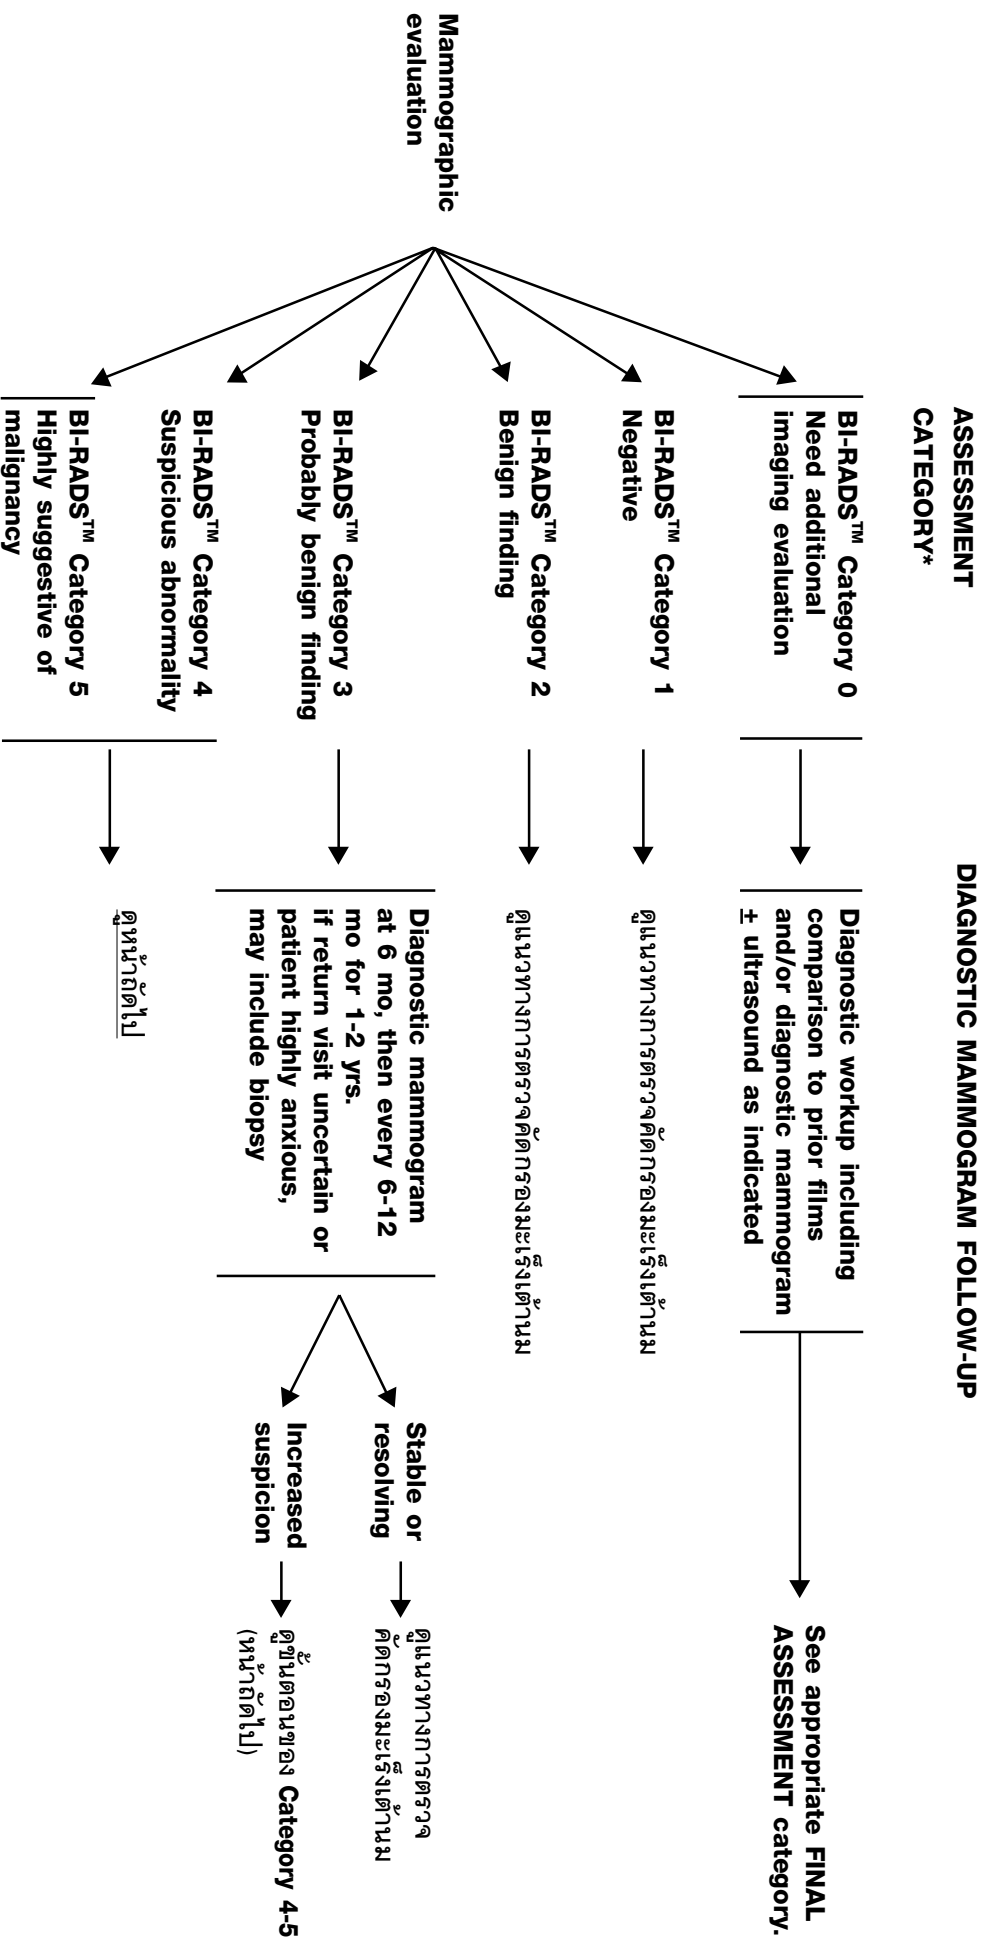 ASSESSMENT
CATEGORY*
DIAGNOSTIC MAMMOGRAM FOLLOW-UP
Mammographic
evaluation
BI-RADS™ Category 0
Need additional
imaging evaluation
Diagnostic workup including
comparison to prior films
and/or diagnostic mammogram
± ultrasound as indicated
See appropriate FINAL
ASSESSMENT category.
BI-RADS™ Category 1
Negative
ดูแนวทางการตรวจคัดกรองมะเร็งเต้านม
BI-RADS™ Category 2
Benign finding
ดูแนวทางการตรวจคัดกรองมะเร็งเต้านม
BI-RADS™ Category 3
Probably benign finding
Diagnostic mammogram
at 6 mo, then every 6-12
mo for 1-2 yrs.
if return visit uncertain or
patient highly anxious,
may include biopsy
Stable or
resolving
ดูแนวทางการตรวจ
คัดกรองมะเร็งเต้านม
Increased
suspicion
ดูขั้นตอนของ Category 4-5
(หน้าถัดไป)
BI-RADS™ Category 4
Suspicious abnormality
BI-RADS™ Category 5
Highly suggestive of
malignancy
ดูหน้าถัดไป